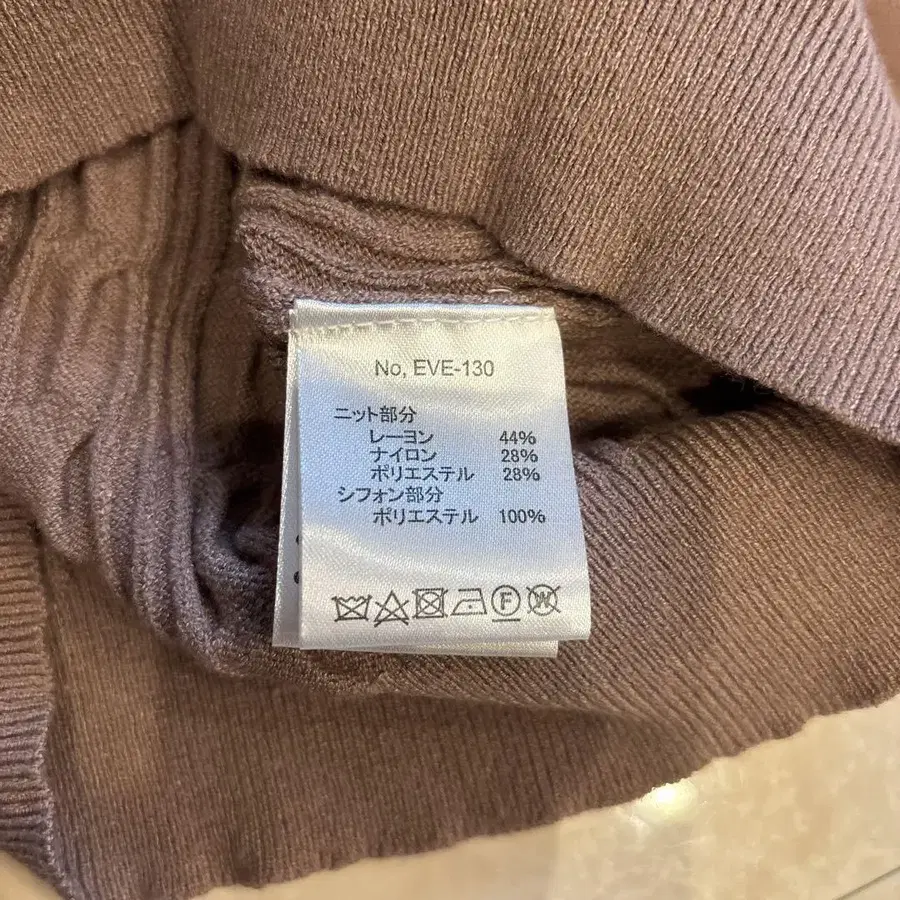 No, EVE-130
ニット部分
レーヨン 44%
ナイロン 28%
ポリエステル 28%
シフォン部分
ポリエステル 100%
F W